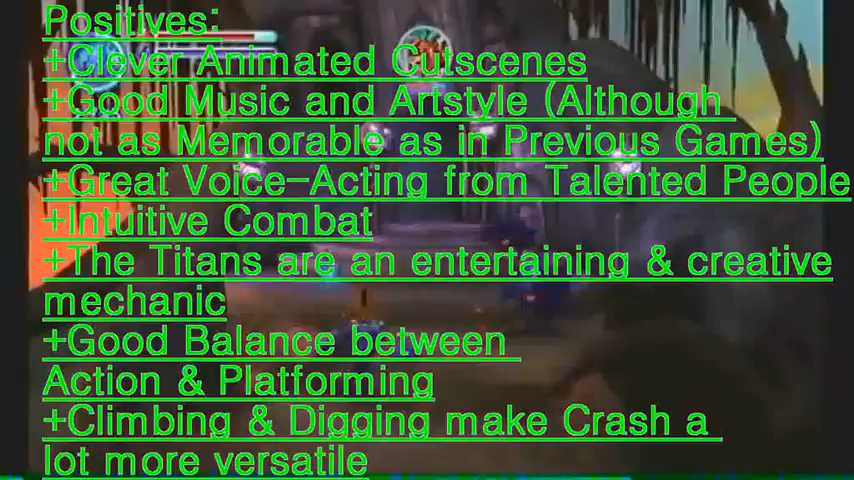 Positives:
+Clever Animated Cutscenes
+Good Music and Artstyle (Although
not as Memorable as in Previous Games)
+Great Voice-Acting from Talented People
+Intuitive Combat
+The Titans are an entertaining & creative
mechanic
+Good Balance between
Action & Platforming
+Climbing & Digging make Crash a
lot more versatile